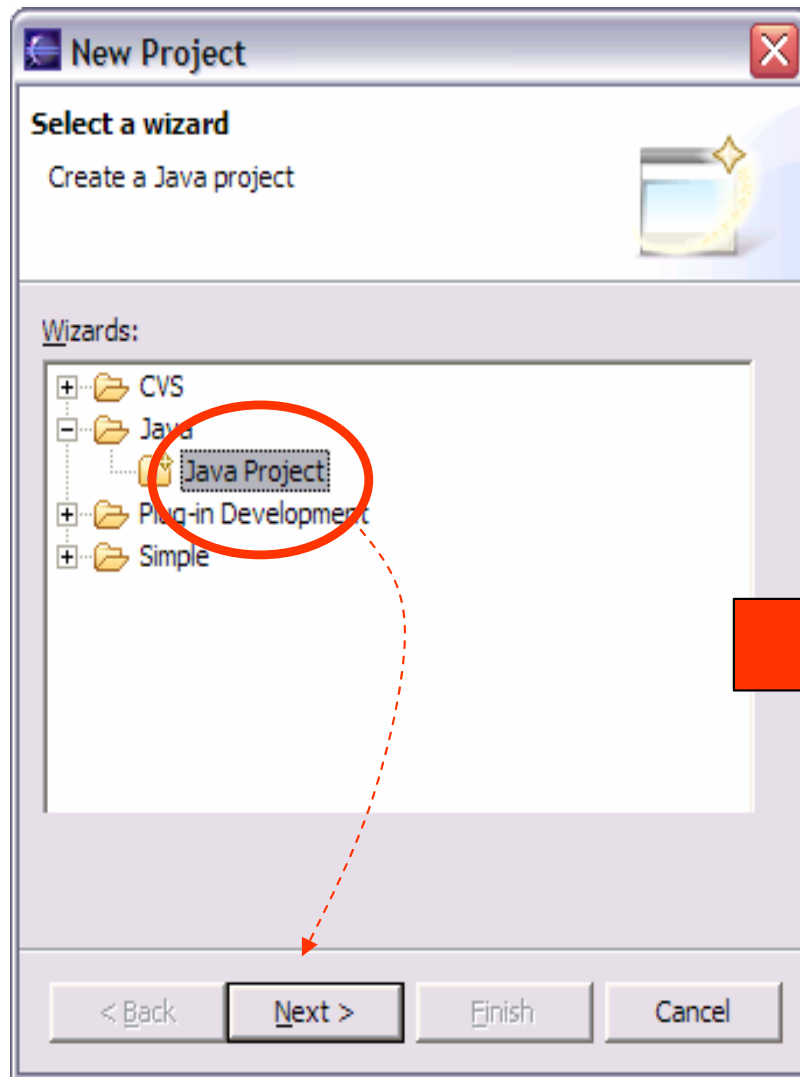 New Project
Select a wizard
Create a Java project
Wizards:
CVS
Java
Java Project
Plug-in Development
Simple
< Back
Next >
Finish
Cancel